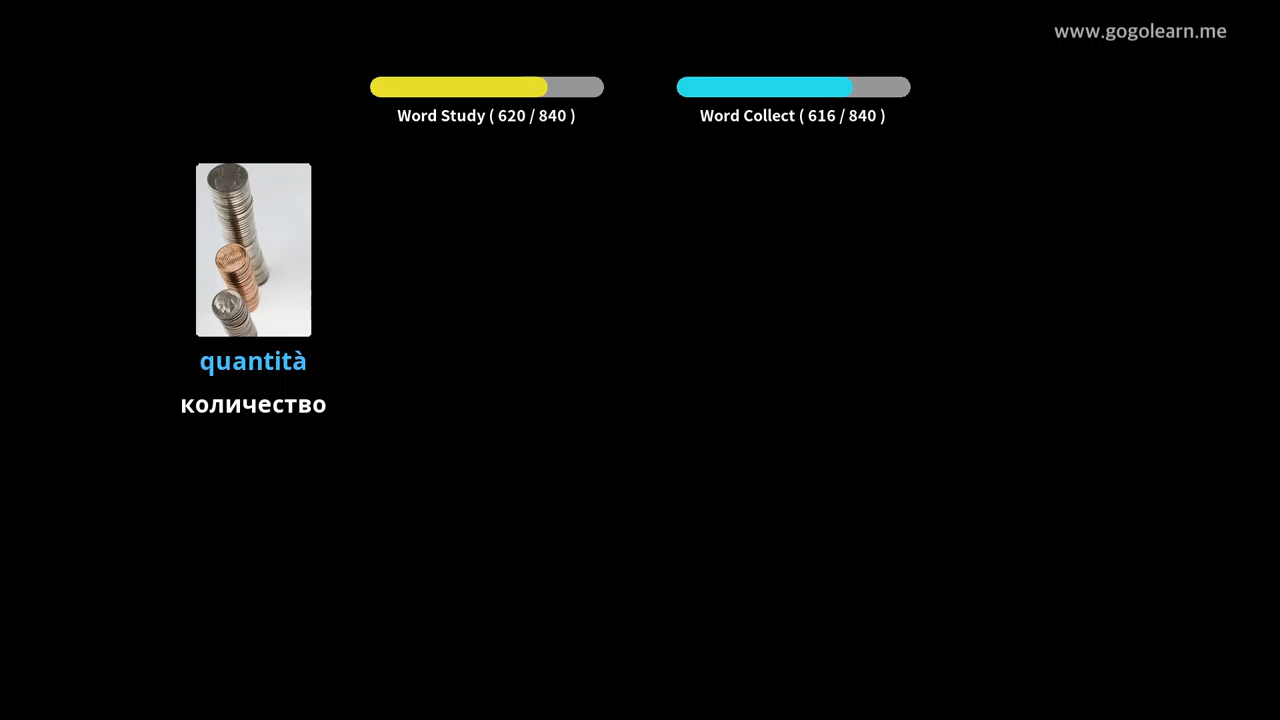 www.gogolearn.me
Word Study ( 620 / 840 )
Word Collect ( 616 / 840 )
quantità
количество